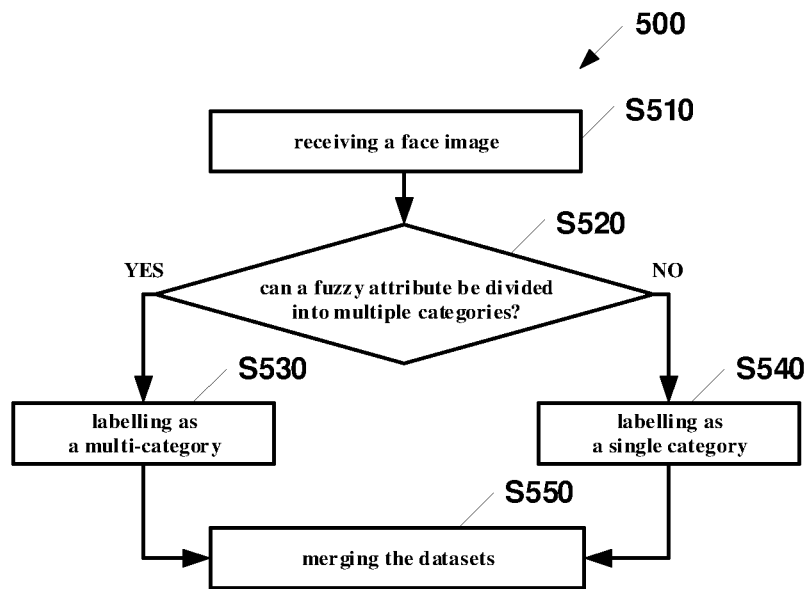 500
S510
receiving a face image
S520
YES
NO
can a fuzzy attribute be divided
into multiple categories?
S530
S540
labelling as
a multi-category
labelling as
a single category
S550
merging the datasets